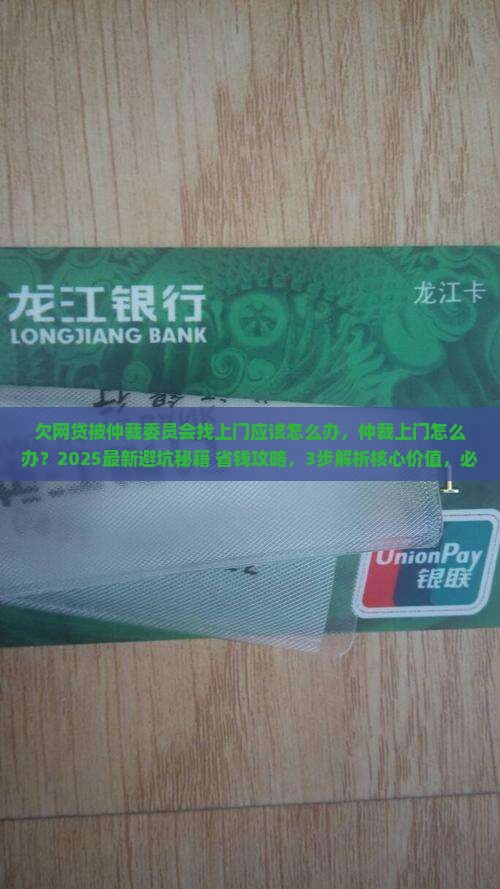 龙江银行
龙江卡
LONGJIANG BANK
欠网贷被仲裁委员会找上门应该怎么办，仲裁上门怎么
办？2025最新避坑秘籍 省钱攻略，3步解析核心价值，必
UnionPay
银联